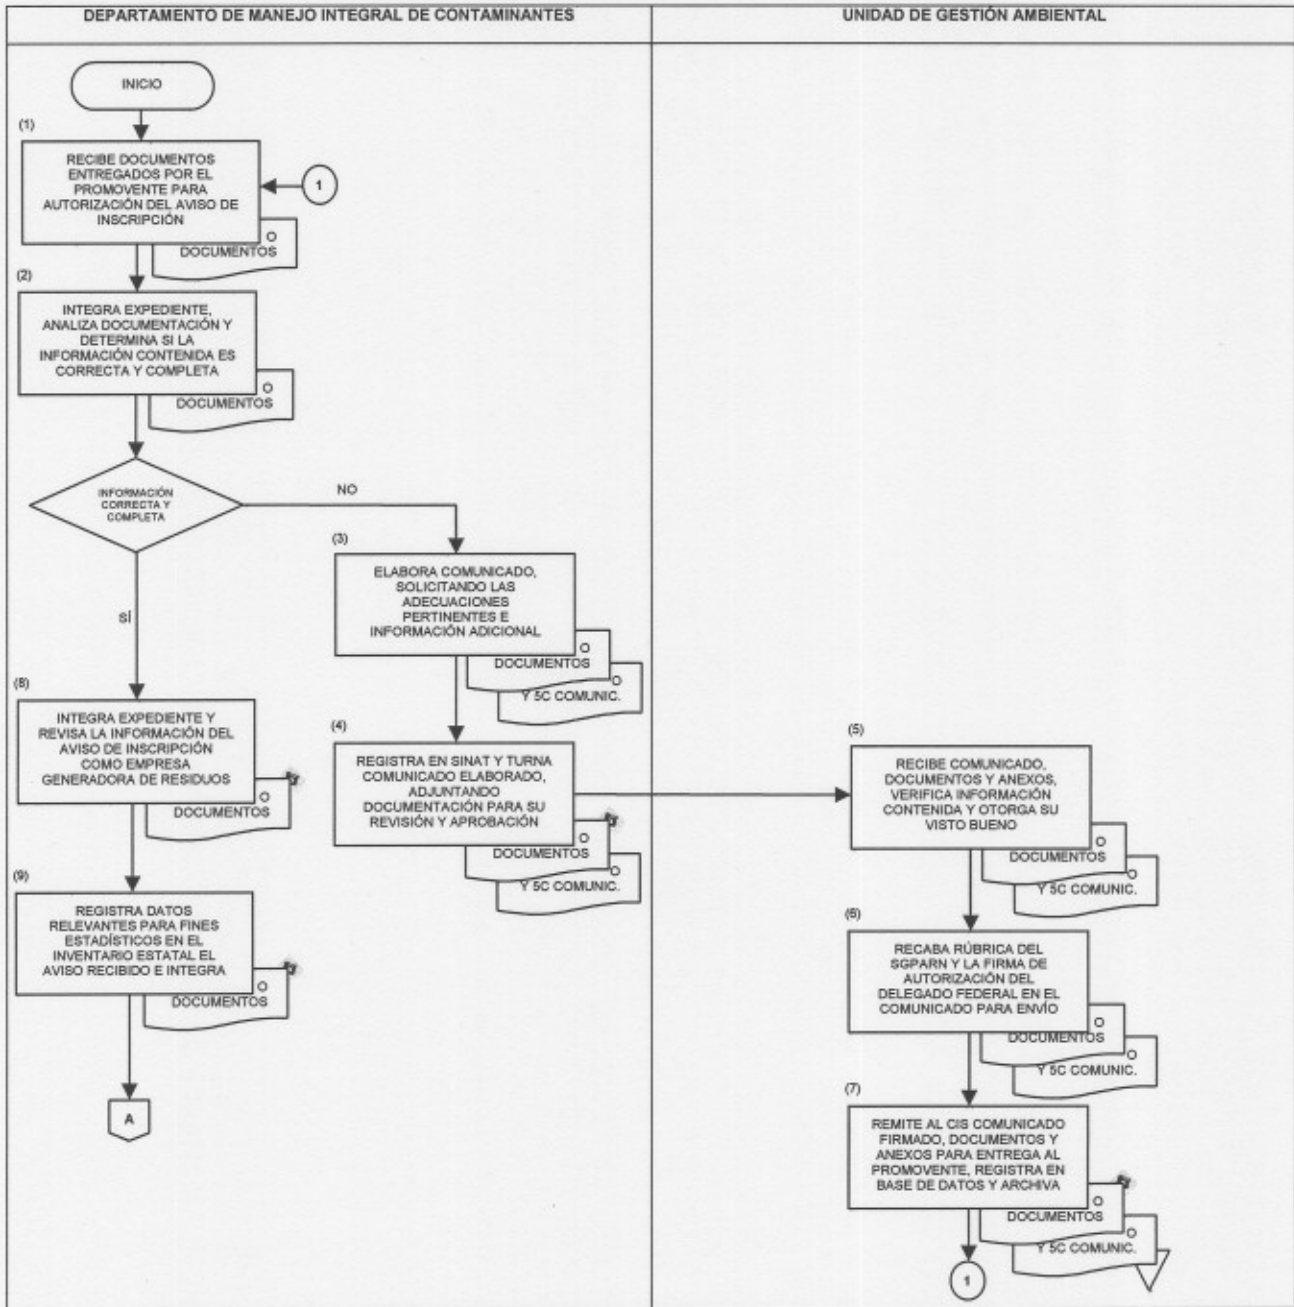 DEPARTAMENTO DE MANEJO INTEGRAL DE CONTAMINANTES
UNIDAD DE GESTIÓN AMBIENTAL
INICIO
(1)
RECIBE DOCUMENTOS
ENTREGADOS POR EL
PROMOVENTE PARA
AUTORIZACIÓN DEL AVISO DE
INSCRIPCIÓN
1
O
DOCUMENTOS
(2)
INTEGRA EXPEDIENTE,
ANALIZA DOCUMENTACIÓN Y
DETERMINA SI LA
INFORMACIÓN CONTENIDA ES
CORRECTA Y COMPLETA
O
DOCUMENTOS
INFORMACIÓN
CORRECTA Y
COMPLETA
NO
SÍ
(3)
ELABORA COMUNICADO,
SOLICITANDO LAS
ADECUACIONES
PERTINENTES E
INFORMACIÓN ADICIONAL
O
DOCUMENTOS
O
Y 5C COMUNIC.
(4)
REGISTRA EN SINAT Y TURNA
COMUNICADO ELABORADO,
ADJUNTANDO
DOCUMENTACIÓN PARA SU
REVISIÓN Y APROBACIÓN
O
DOCUMENTOS
O
Y 5C COMUNIC.
(5)
RECIBE COMUNICADO,
DOCUMENTOS Y ANEXOS,
VERIFICA INFORMACIÓN
CONTENIDA Y OTORGA SU
VISTO BUENO
O
DOCUMENTOS
O
Y 5C COMUNIC.
(6)
RECABA RÚBRICA DEL
SGPARN Y LA FIRMA DE
AUTORIZACIÓN DEL
DELEGADO FEDERAL EN EL
COMUNICADO PARA ENVÍO
O
DOCUMENTOS
O
Y 5C COMUNIC.
(7)
REMITE AL CIS COMUNICADO
FIRMADO, DOCUMENTOS Y
ANEXOS PARA ENTREGA AL
PROMOVENTE, REGISTRA EN
BASE DE DATOS Y ARCHIVA
O
DOCUMENTOS
O
Y 5C COMUNIC.
1
(8)
INTEGRA EXPEDIENTE Y
REVISA LA INFORMACIÓN DEL
AVISO DE INSCRIPCIÓN
COMO EMPRESA
GENERADORA DE RESIDUOS
O
DOCUMENTOS
(9)
REGISTRA DATOS
RELEVANTES PARA FINES
ESTADÍSTICOS EN EL
INVENTARIO ESTATAL EL
AVISO RECIBIDO E INTEGRA
O
DOCUMENTOS
A